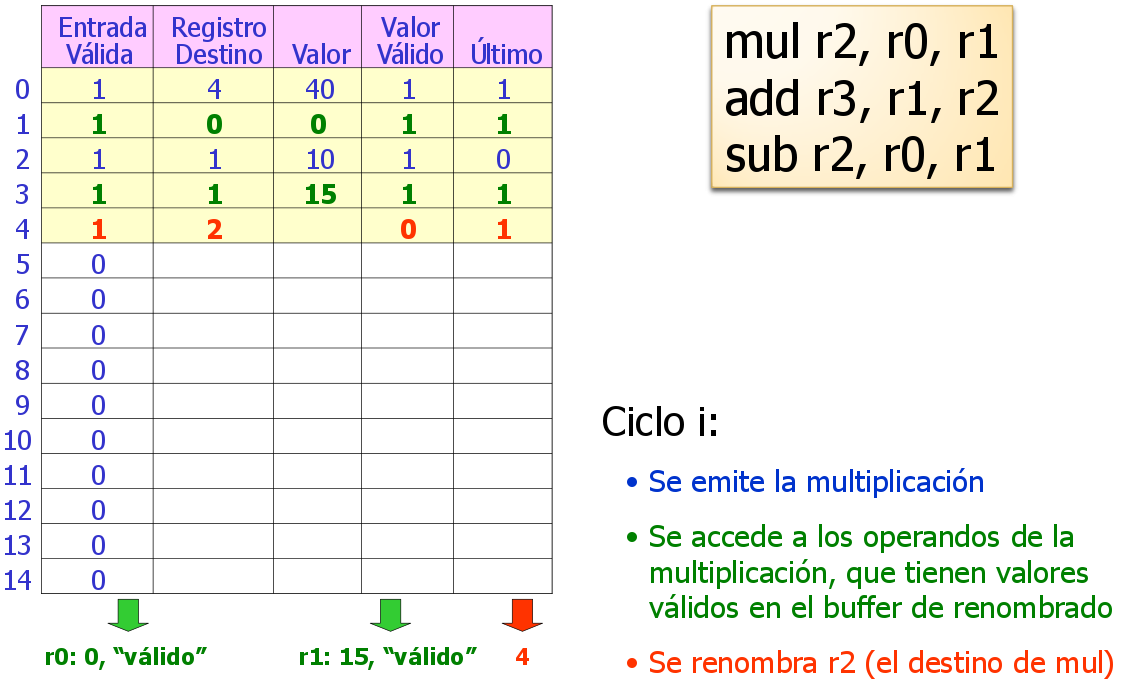 Entrada Válida Registro Destino Valor Valor Válido Último
0 1 4 40 1 1
1 1 0 0 1 1
2 1 1 10 1 0
3 1 1 15 1 1
4 1 2 0 1
5 0
6 0
7 0
8 0
9 0
10 0
11 0
12 0
13 0
14 0
r0: 0, “válido” r1: 15, “válido” 4
mul r2, r0, r1
add r3, r1, r2
sub r2, r0, r1
Ciclo i:
• Se emite la multiplicación
• Se accede a los operandos de la
multiplicación, que tienen valores
válidos en el buffer de renombrado
• Se renombra r2 (el destino de mul)